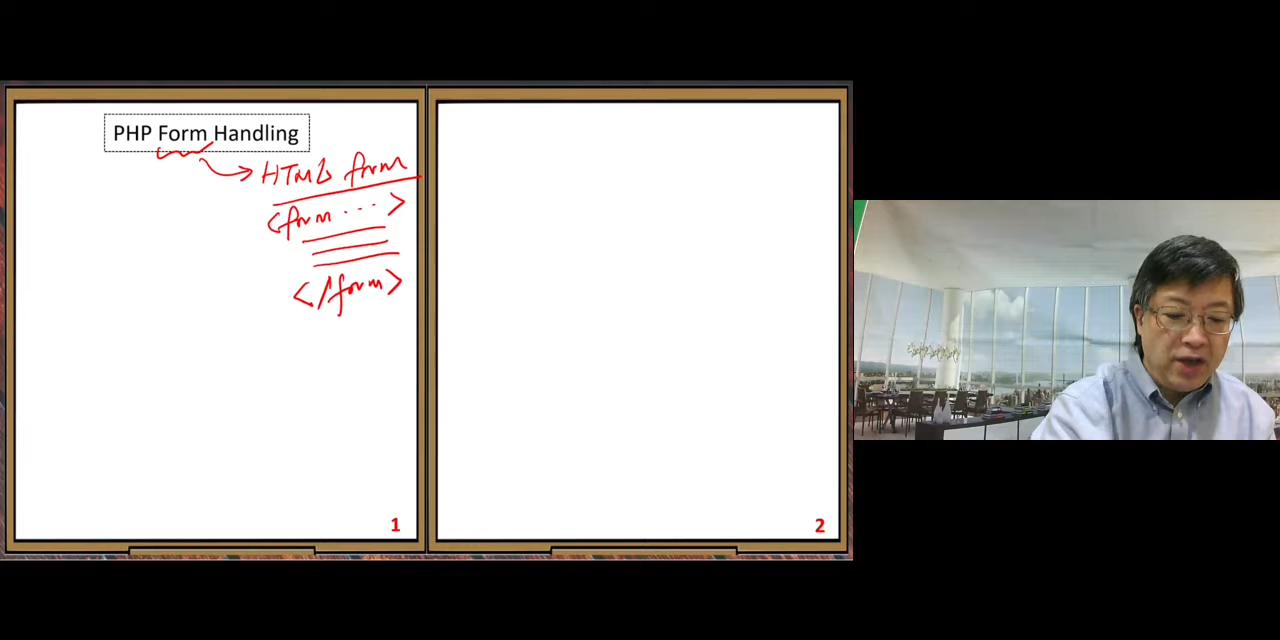 PHP Form Handling
HTML form
<form ... >
</form>
1
2